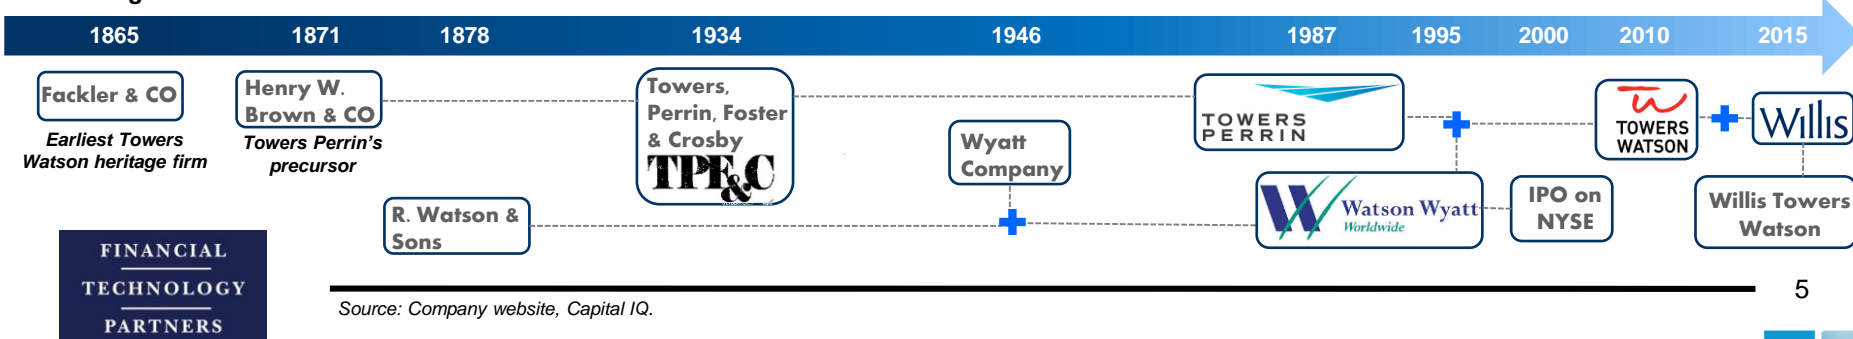 1865 1871 1878 1934 1946 1987 1995 2000 2010 2015
Fackler & CO
Earliest Towers
Watson heritage firm
Henry W.
Brown & CO
Towers Perrin's
precursor
R. Watson &
Sons
Towers,
Perrin, Foster
& Crosby
TPF&C
Wyatt
Company
TOWERS
PERRIN
Watson Wyatt
Worldwide
IPO on
NYSE
TOWERS
WATSON
Willis
Willis Towers
Watson
FINANCIAL
TECHNOLOGY
PARTNERS
Source: Company website, Capital IQ.
5